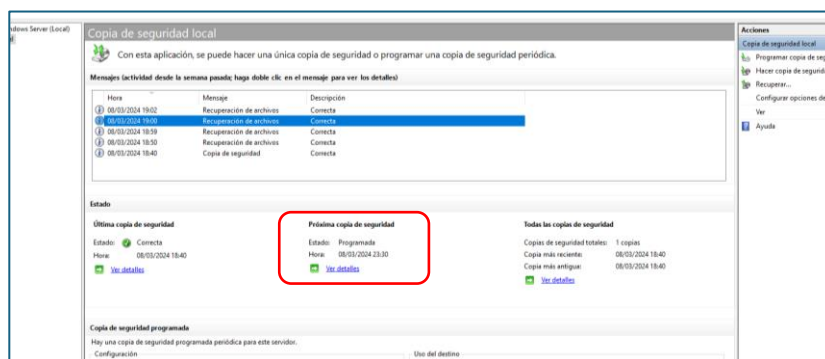 ndows Server (Local)
Copia de seguridad local
Con esta aplicación, se puede hacer una única copia de seguridad o programar una copia de seguridad periódica.
Mensajes (actividad desde la semana pasada; haga doble clic en el mensaje para ver los detalles)
Hora Mensaje Descripción
08/03/2024 19:02 Recuperación de archivos Correcta
08/03/2024 19:00 Recuperación de archivos Correcta
08/03/2024 18:59 Recuperación de archivos Correcta
08/03/2024 18:50 Recuperación de archivos Correcta
08/03/2024 18:40 Copia de seguridad Correcta
Estado
Última copia de seguridad
Estado: Correcta
Hora: 08/03/2024 18:40
Ver detalles
Próxima copia de seguridad
Estado: Programada
Hora: 08/03/2024 23:30
Ver detalles
Todas las copias de seguridad
Copias de seguridad totales: 1 copias
Copia más reciente: 08/03/2024 18:40
Copia más antigua: 08/03/2024 18:40
Ver detalles
Copia de seguridad programada
Hay una copia de seguridad programada periódica para este servidor.
Configuración
Uso del destino
Acciones
Copia de seguridad local
Programar copia de seg
Hacer copia de segurida
Recuperar...
Configurar opciones de
Ver
Ayuda